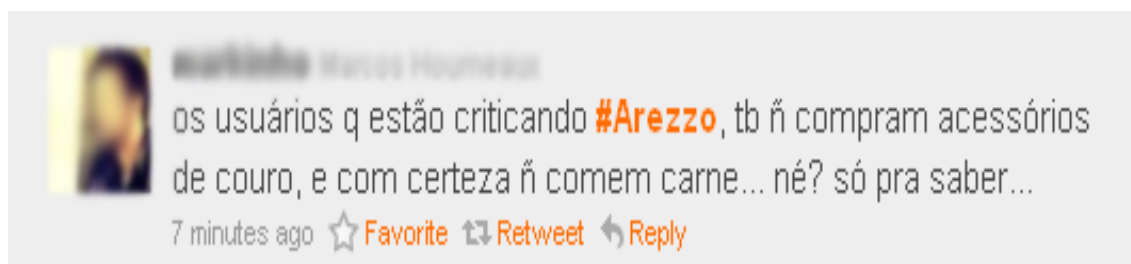 os usuários q estão criticando #Arezzo, tb ñ compram acessórios
de couro, e com certeza ñ comem carne... né? só pra saber...
7 minutes ago Favorite Retweet Reply